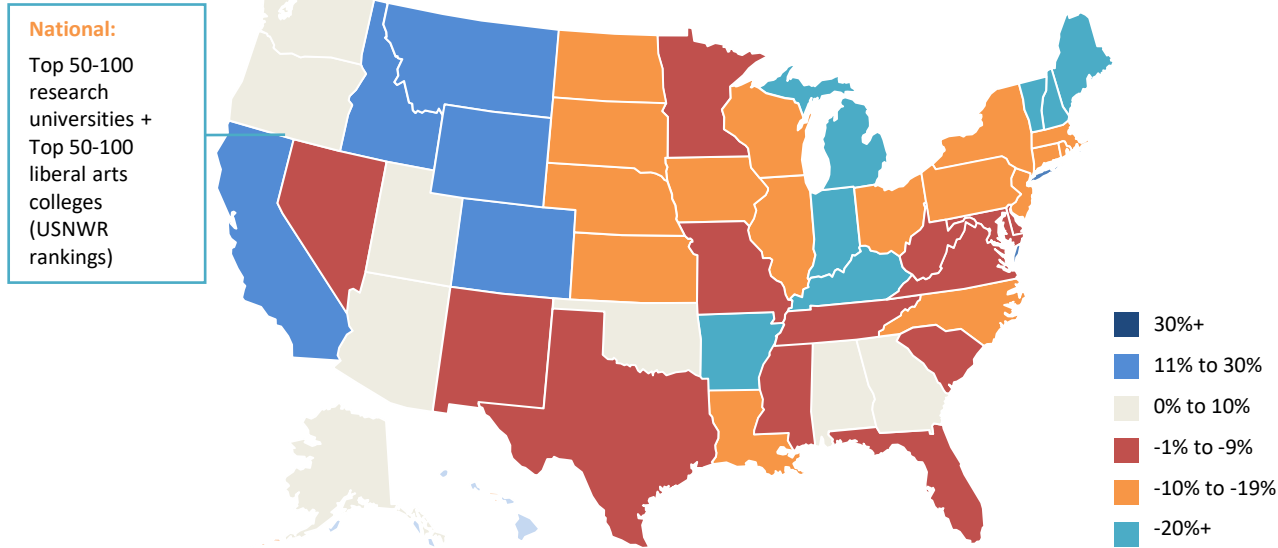 National:
Top 50-100
research
universities +
Top 50-100
liberal arts
colleges
(USNWR
rankings)
30%+
11% to 30%
0% to 10%
-1% to -9%
-10% to -19%
-20%+